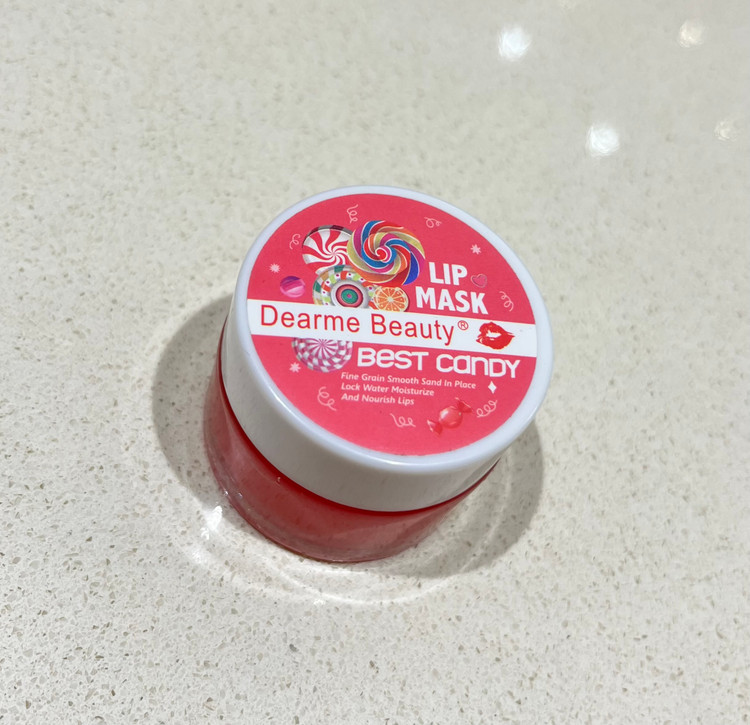 LIP
MASK
Dearme Beauty®
BEST CANDY
Fine Grain Smooth Sand In Place
Lock Water Moisturize
And Nourish Lips